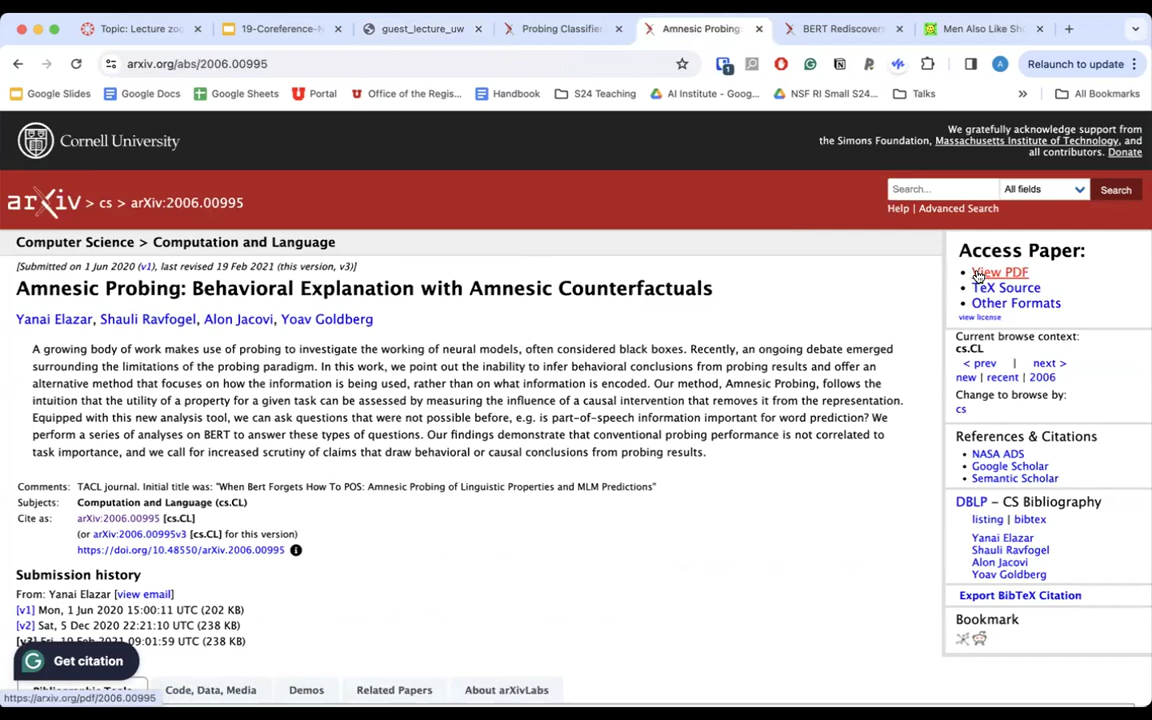 Topic: Lecture zoo
19-Coreference-N
guest_lecture_uw
Probing Classifier
Amnesic Probing:
BERT Rediscovers
Men Also Like Sho
arxiv.org/abs/2006.00995
1
A
Relaunch to update
Google Slides
Google Docs
Google Sheets
Portal
Office of the Regis...
Handbook
S24 Teaching
AI Institute - Goog...
NSF RI Small S24...
Talks
»
All Bookmarks
Cornell University
We gratefully acknowledge support from
the Simons Foundation, Massachusetts Institute of Technology, and
all contributors. Donate
arXiv > cs > arXiv:2006.00995
Search...
All fields
Search
Help | Advanced Search
Computer Science > Computation and Language
[Submitted on 1 Jun 2020 (v1), last revised 19 Feb 2021 (this version, v3)]
Amnesic Probing: Behavioral Explanation with Amnesic Counterfactuals
Yanai Elazar, Shauli Ravfogel, Alon Jacovi, Yoav Goldberg
A growing body of work makes use of probing to investigate the working of neural models, often considered black boxes. Recently, an ongoing debate emerged
surrounding the limitations of the probing paradigm. In this work, we point out the inability to infer behavioral conclusions from probing results and offer an
alternative method that focuses on how the information is being used, rather than on what information is encoded. Our method, Amnesic Probing, follows the
intuition that the utility of a property for a given task can be assessed by measuring the influence of a causal intervention that removes it from the representation.
Equipped with this new analysis tool, we can ask questions that were not possible before, e.g. is part-of-speech information important for word prediction? We
perform a series of analyses on BERT to answer these types of questions. Our findings demonstrate that conventional probing performance is not correlated to
task importance, and we call for increased scrutiny of claims that draw behavioral or causal conclusions from probing results.
Comments: TACL journal. Initial title was: "When Bert Forgets How To POS: Amnesic Probing of Linguistic Properties and MLM Predictions"
Subjects: Computation and Language (cs.CL)
Cite as: arXiv:2006.00995 [cs.CL]
(or arXiv:2006.00995v3 [cs.CL] for this version)
https://doi.org/10.48550/arXiv.2006.00995
Submission history
From: Yanai Elazar [view email]
[v1] Mon, 1 Jun 2020 15:00:11 UTC (202 KB)
[v2] Sat, 5 Dec 2020 22:21:10 UTC (238 KB)
[v3] Fri, 19 Feb 2021 09:01:59 UTC (238 KB)
Get citation
Bibliographic Tools
Code, Data, Media
Demos
Related Papers
About arXivLabs
https://arxiv.org/pdf/2006.00995
Access Paper:
View PDF
TeX Source
Other Formats
view license
Current browse context:
cs.CL
< prev | next >
new | recent | 2006
Change to browse by:
cs
References & Citations
NASA ADS
Google Scholar
Semantic Scholar
DBLP – CS Bibliography
listing | bibtex
Yanai Elazar
Shauli Ravfogel
Alon Jacovi
Yoav Goldberg
Export BibTeX Citation
Bookmark